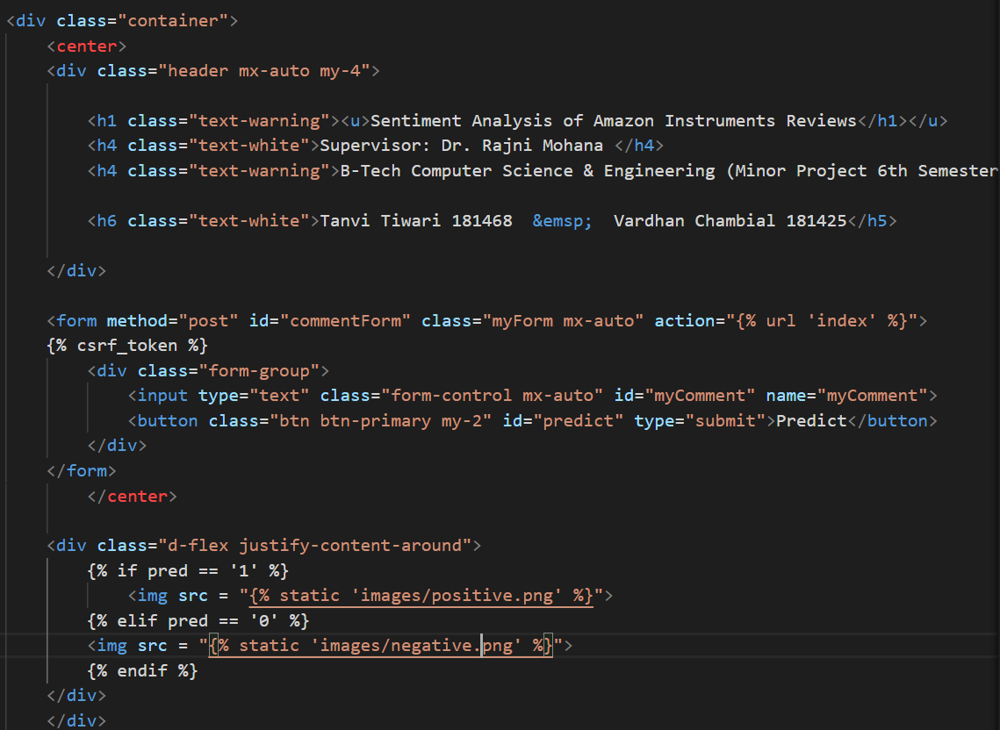 <div class="container">
<center>
<div class="header mx-auto my-4">
<h1 class="text-warning"><u>Sentiment Analysis of Amazon Instruments Reviews</h1></u>
<h4 class="text-white">Supervisor: Dr. Rajni Mohana </h4>
<h4 class="text-warning">B-Tech Computer Science & Engineering (Minor Project 6th Semester
<h6 class="text-white">Tanvi Tiwari 181468  &emsp;  Vardhan Chambial 181425</h5>
</div>
<form method="post" id="commentForm" class="myForm mx-auto" action="{% url 'index' %}">
{% csrf_token %}
<div class="form-group">
<input type="text" class="form-control mx-auto" id="myComment" name="myComment">
<button class="btn btn-primary my-2" id="predict" type="submit">Predict</button>
</div>
</form>
</center>
<div class="d-flex justify-content-around">
{% if pred == '1' %}
<img src = "{% static 'images/positive.png' %}">
{% elif pred == '0' %}
<img src = "{% static 'images/negative.png' %}">
{% endif %}
</div>
</div>